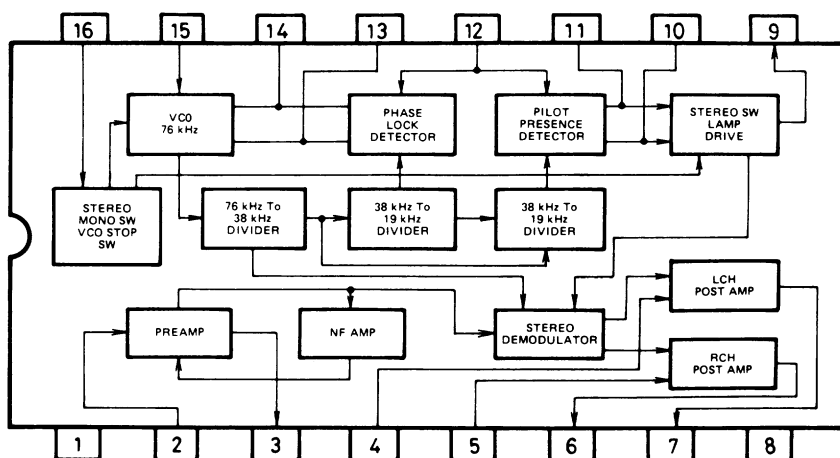 16 15 14 13 12 11 10 9
VCO
76 kHz
PHASE
LOCK
DETECTOR
PILOT
PRESENCE
DETECTOR
STEREO SW
LAMP
DRIVE
STEREO
MONO SW
VCO STOP
SW
76 kHz To
38 kHz
DIVIDER
38 kHz To
19 kHz
DIVIDER
38 kHz To
19 kHz
DIVIDER
PREAMP
NF AMP
STEREO
DEMODULATOR
LCH
POST AMP
RCH
POST AMP
1 2 3 4 5 6 7 8